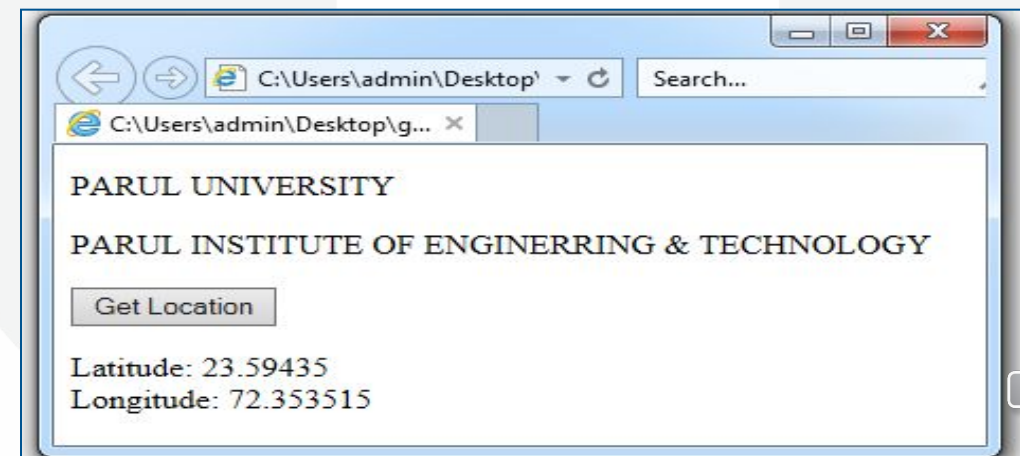 C:\Users\admin\Desktop\
Search...
C:\Users\admin\Desktop\g...
PARUL UNIVERSITY
PARUL INSTITUTE OF ENGINERRING & TECHNOLOGY
Get Location
Latitude: 23.59435
Longitude: 72.353515